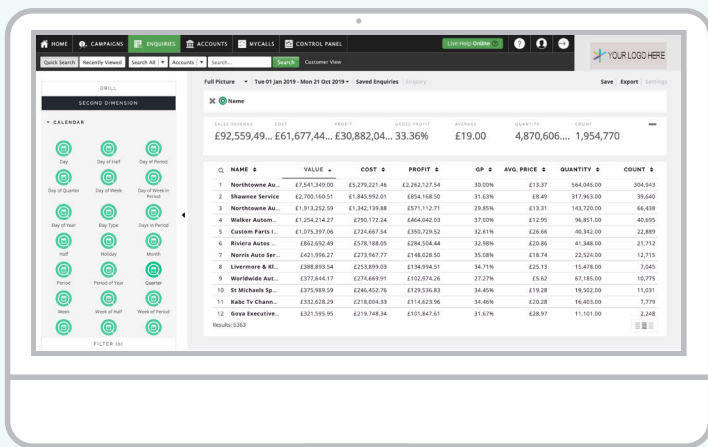 HOME CAMPAIGNS ENQUIRIES ACCOUNTS MYCALLS CONTROL PANEL Live Help Online
Quick Search Recently Viewed Search All Accounts Search... Search Customer View
YOUR LOGO HERE
DRILL
SECOND DIMENSION
CALENDAR
Day Day of Half Day of Period
Day of Quarter Day of Week Day of Week in Period
Day of Year Day Type Days in Period
Half Holiday Month
Period Period of Year Quarter
Week Week of Half Week of Period
FILTER (0)
Full Picture Tue 01 Jan 2019 - Mon 21 Oct 2019 Saved Enquiries Enquiry Save Export Settings
Name
SALES REVENUE COST PROFIT GROSS PROFIT AVERAGE QUANTITY COUNT
£92,559,49... £61,677,44... £30,882,04... 33.36% £19.00 4,870,606.... 1,954,770
NAME VALUE COST PROFIT GP AVG. PRICE QUANTITY COUNT
1 Northtowne Au... £7,541,349.00 £5,279,221.46 £2,262,127.54 30.00% £13.37 564,045.00 304,943
2 Shawnee Service £2,700,160.51 £1,845,992.01 £854,168.50 31.63% £8.49 317,963.00 39,640
3 Northtowne Au... £1,913,252.59 £1,342,139.88 £571,112.71 29.85% £13.31 143,720.00 66,438
4 Walker Autom... £1,254,214.27 £790,172.24 £464,042.03 37.00% £12.95 96,851.00 40,695
5 Custom Parts I... £1,075,397.06 £724,667.54 £350,729.52 32.61% £26.66 40,342.00 22,889
6 Riviera Autos ... £862,692.49 £578,188.05 £284,504.44 32.98% £20.86 41,348.00 21,712
7 Norris Auto Ser... £421,996.27 £273,967.77 £148,028.50 35.08% £18.74 22,524.00 12,715
8 Livermore & Kl... £388,893.54 £253,899.03 £134,994.51 34.71% £25.13 15,478.00 7,045
9 Worldwide Aut... £377,644.17 £274,669.91 £102,974.26 27.27% £5.62 67,185.00 10,775
10 St Michaels Sp... £375,989.59 £246,452.76 £129,536.83 34.45% £19.28 19,502.00 11,031
11 Kabc Tv Chann... £332,628.29 £218,004.33 £114,623.96 34.46% £20.28 16,403.00 7,779
12 Goya Executive... £321,595.95 £219,748.34 £101,847.61 31.67% £28.97 11,101.00 2,248
Results: 6363